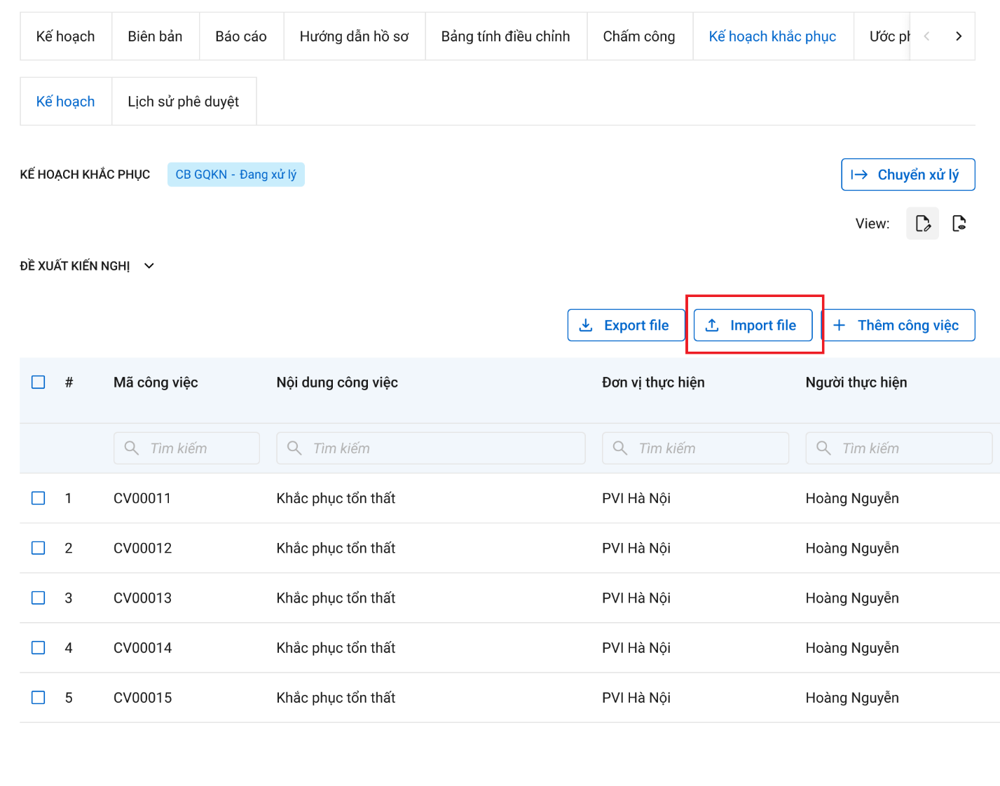 Kế hoạch Biên bản Báo cáo Hướng dẫn hồ sơ Bảng tính điều chỉnh Chấm công Kế hoạch khắc phục Ước
Kế hoạch Lịch sử phê duyệt
KẾ HOẠCH KHẮC PHỤC CB GQKN - Đang xử lý Chuyển xử lý
View:
ĐỀ XUẤT KIẾN NGHỊ
Export file Import file Thêm công việc
# Mã công việc Nội dung công việc Đơn vị thực hiện Người thực hiện
Tìm kiếm Tìm kiếm Tìm kiếm Tìm kiếm
1 CV00011 Khắc phục tổn thất PVI Hà Nội Hoàng Nguyễn
2 CV00012 Khắc phục tổn thất PVI Hà Nội Hoàng Nguyễn
3 CV00013 Khắc phục tổn thất PVI Hà Nội Hoàng Nguyễn
4 CV00014 Khắc phục tổn thất PVI Hà Nội Hoàng Nguyễn
5 CV00015 Khắc phục tổn thất PVI Hà Nội Hoàng Nguyễn